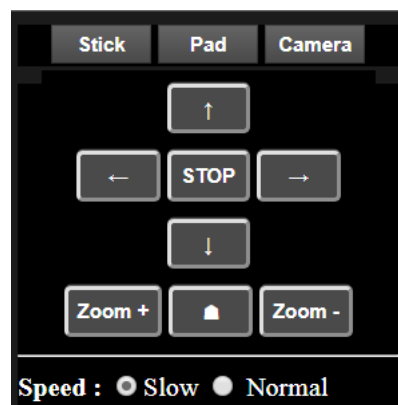 Stick Pad Camera
↑
← STOP →
↓
Zoom + ☗ Zoom -
Speed : Slow Normal